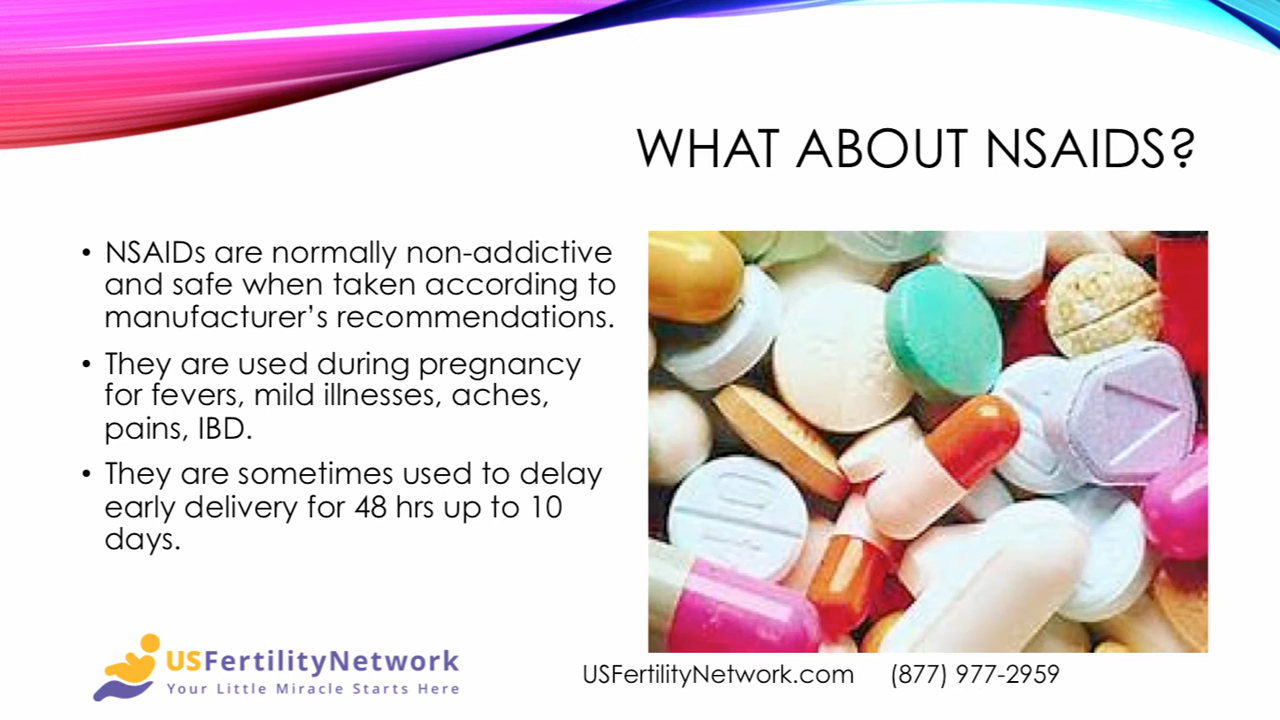 WHAT ABOUT NSAIDS?
• NSAIDs are normally non-addictive
and safe when taken according to
manufacturer’s recommendations.
• They are used during pregnancy
for fevers, mild illnesses, aches,
pains, IBD.
• They are sometimes used to delay
early delivery for 48 hrs up to 10
days.
USFertilityNetwork
Your Little Miracle Starts Here
USFertilityNetwork.com (877) 977-2959